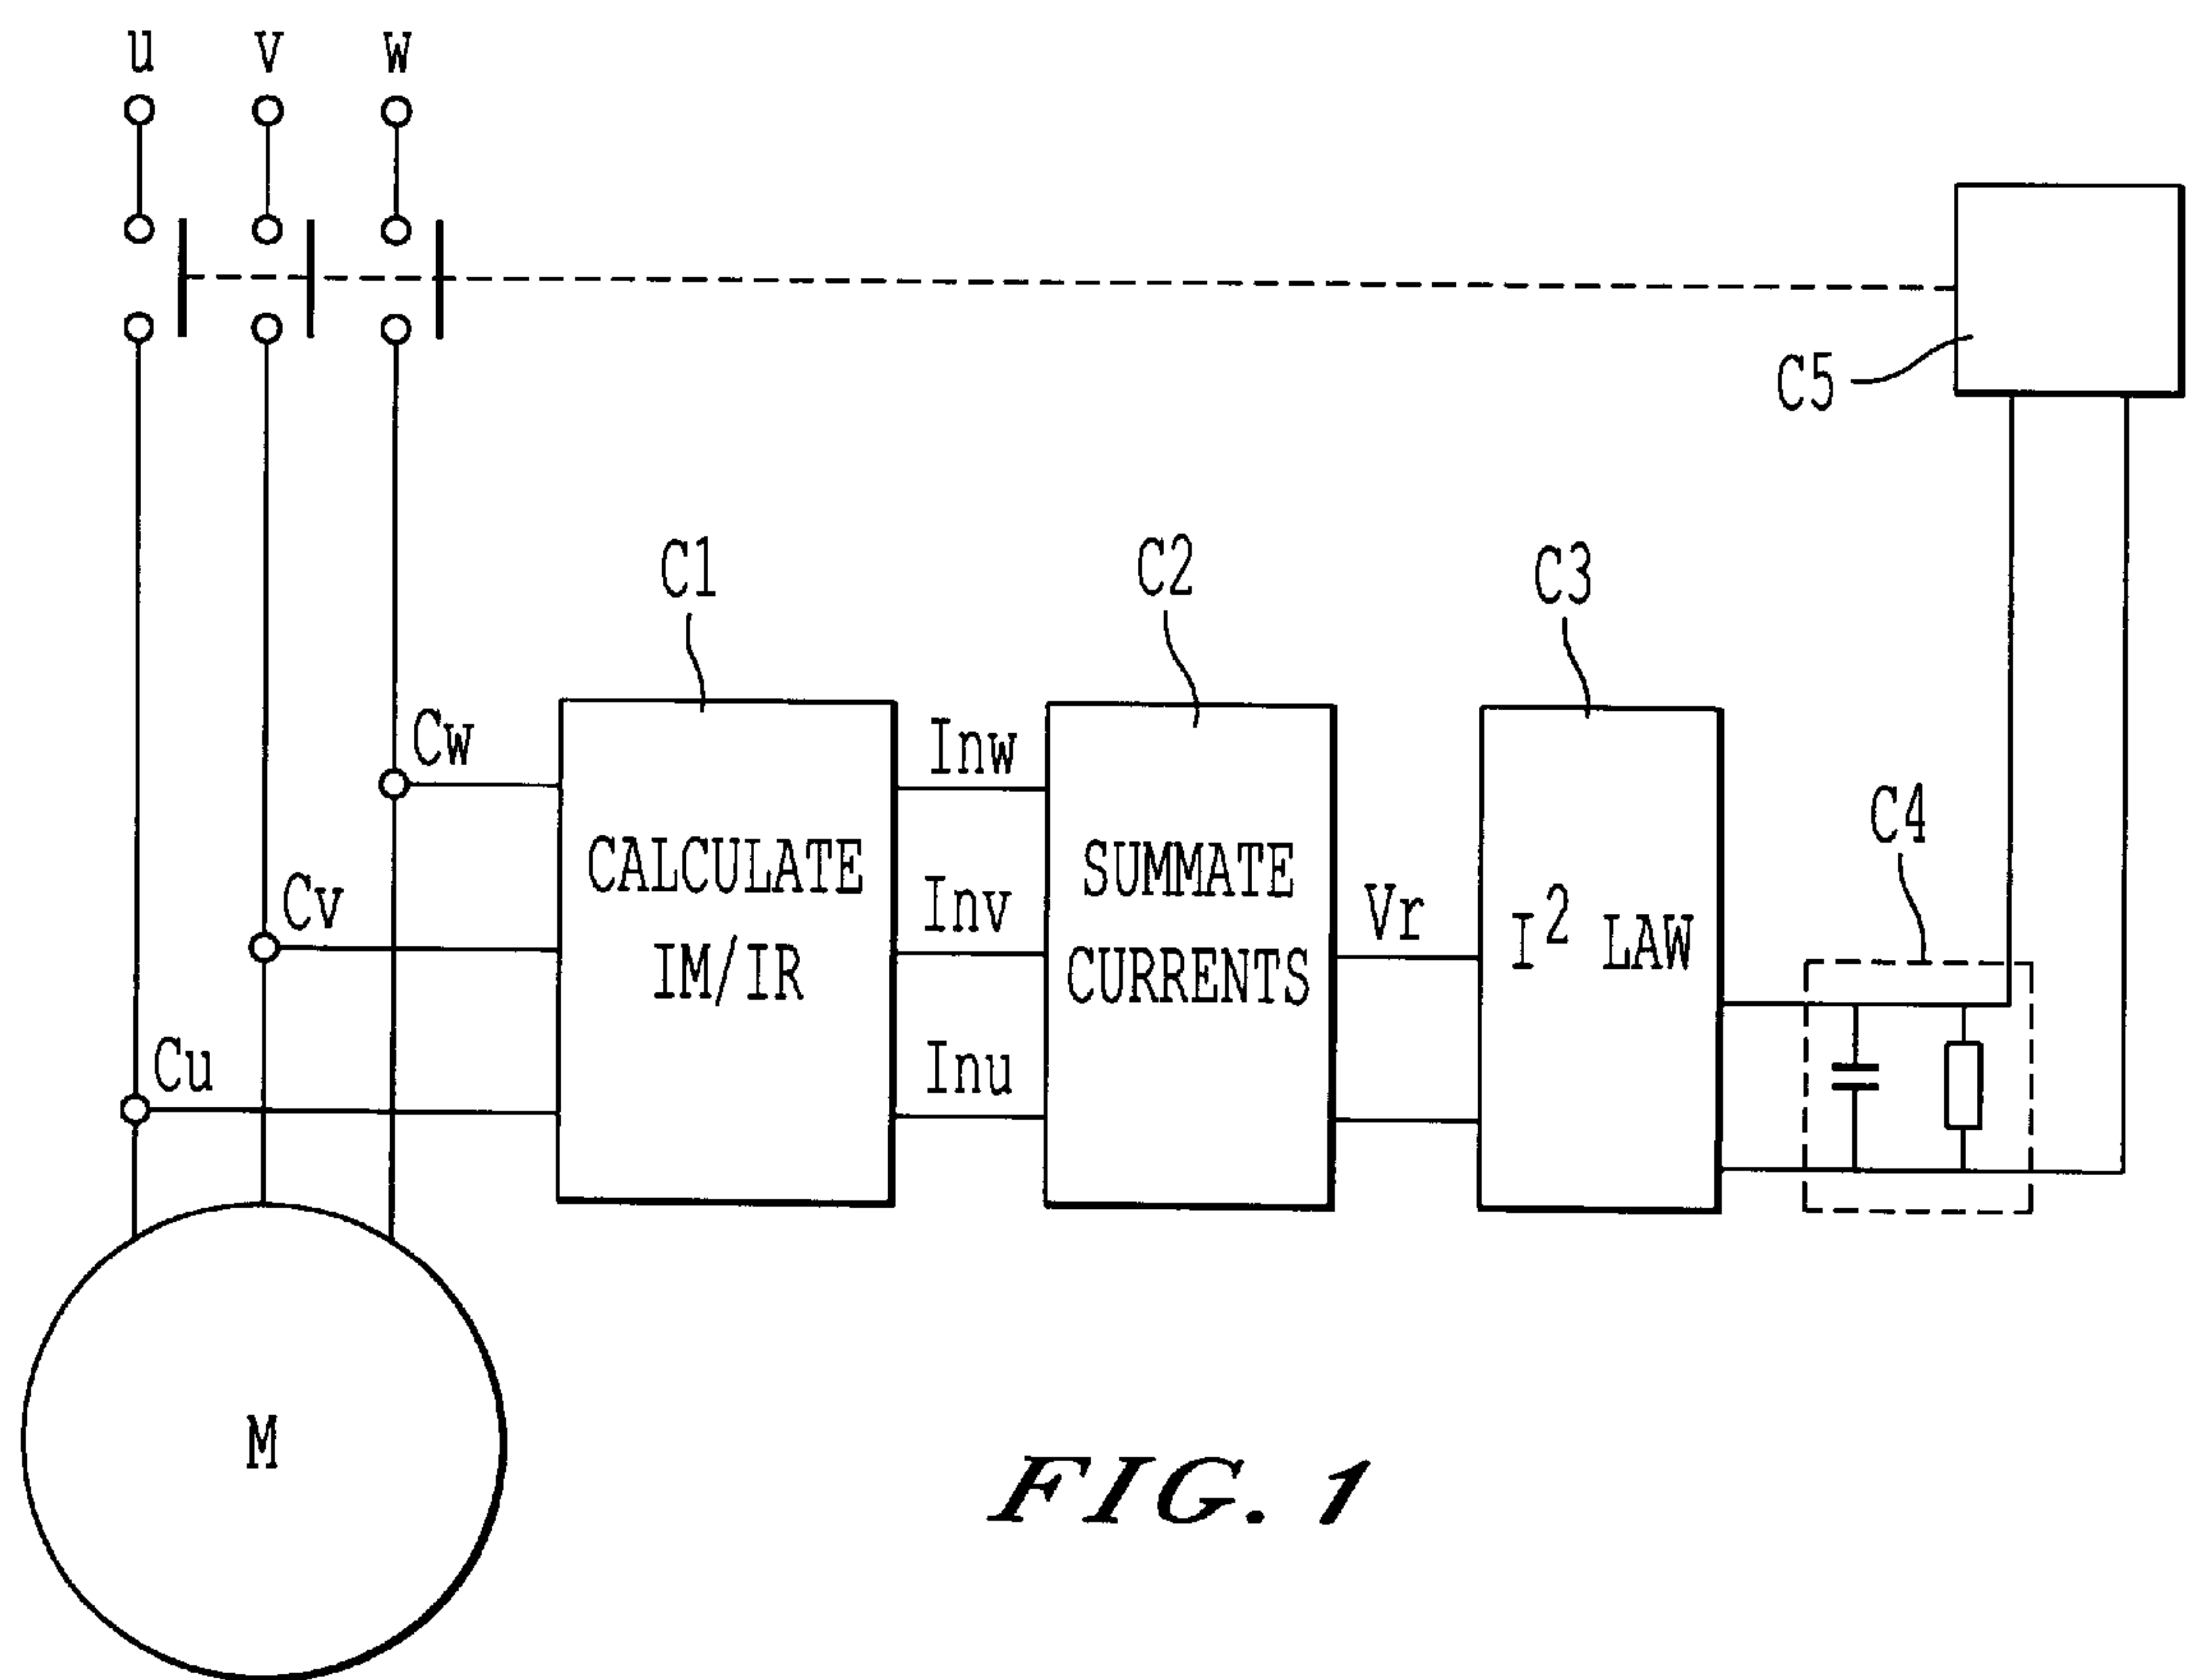 u v w
C5
C1 C2 C3
Cw Inw
C4
CALCULATE
IM/IR
SUMMATE
CURRENTS
Cv Inv Vr
I² LAW
Cu Inu
M
FIG. 1